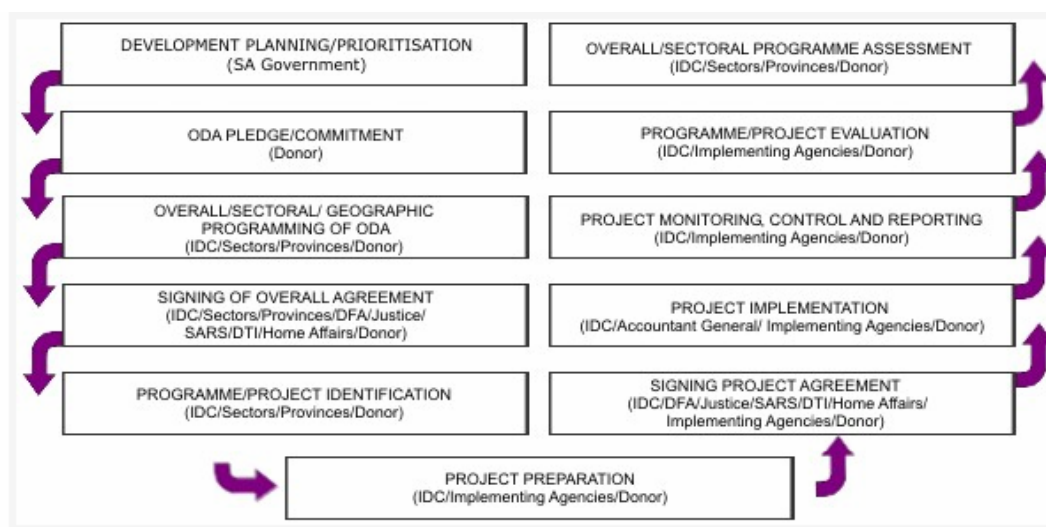 DEVELOPMENT PLANNING/PRIORITISATION
(SA Government)
ODA PLEDGE/COMMITMENT
(Donor)
OVERALL/SECTORAL/ GEOGRAPHIC
PROGRAMMING OF ODA
(IDC/Sectors/Provinces/Donor)
SIGNING OF OVERALL AGREEMENT
(IDC/Sectors/Provinces/DFA/Justice/
SARS/DTI/Home Affairs/Donor)
PROGRAMME/PROJECT IDENTIFICATION
(IDC/Sectors/Provinces/Donor)
PROJECT PREPARATION
(IDC/Implementing Agencies/Donor)
SIGNING PROJECT AGREEMENT
(IDC/DFA/Justice/SARS/DTI/Home Affairs/
Implementing Agencies/Donor)
PROJECT IMPLEMENTATION
(IDC/Accountant General/ Implementing Agencies/Donor)
PROJECT MONITORING, CONTROL AND REPORTING
(IDC/Implementing Agencies/Donor)
PROGRAMME/PROJECT EVALUATION
(IDC/Implementing Agencies/Donor)
OVERALL/SECTORAL PROGRAMME ASSESSMENT
(IDC/Sectors/Provinces/Donor)